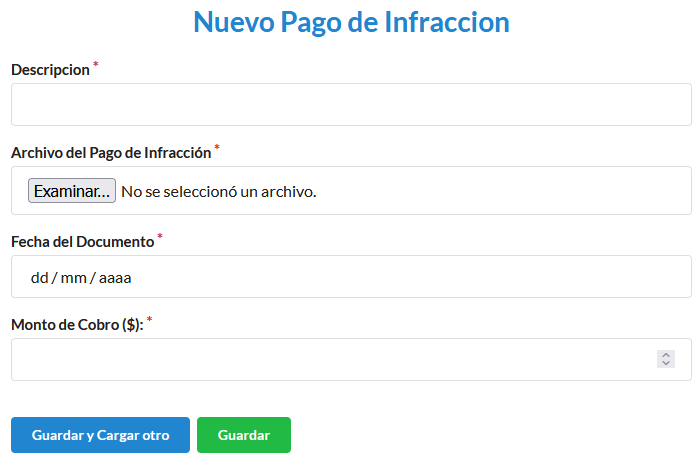 Nuevo Pago de Infraccion
Descripcion *
Archivo del Pago de Infracción *
Examinar... No se seleccionó un archivo.
Fecha del Documento *
dd / mm / aaaa
Monto de Cobro ($): *
Guardar y Cargar otro Guardar